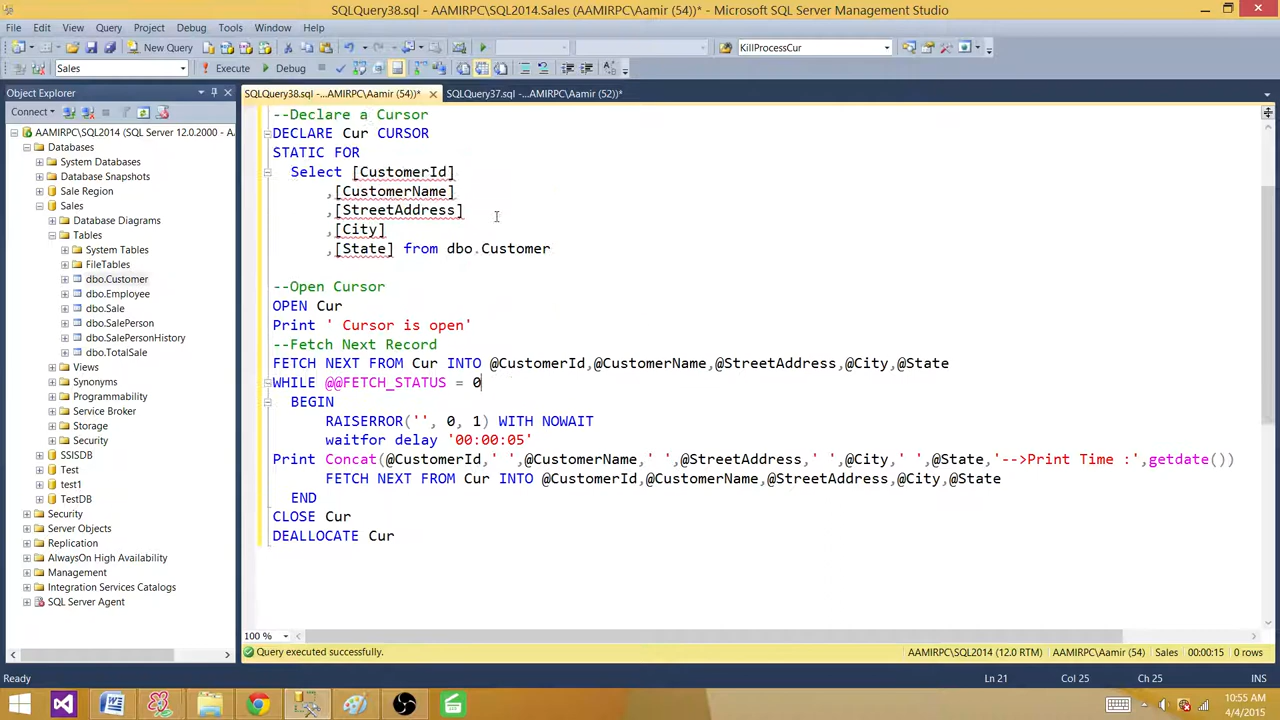 SQLQuery38.sql - AAMIRPC\SQL2014.Sales (AAMIRPC\Aamir (54))* - Microsoft SQL Server Management Studio
File Edit View Query Project Debug Tools Window Help
New Query KillProcessCur
Sales Execute Debug
Object Explorer
SQLQuery38.sql -...AAMIRPC\Aamir (54))*
SQLQuery37.sql -...AAMIRPC\Aamir (52))*
Connect
AAMIRPC\SQL2014 (SQL Server 12.0.2000 - A
Databases
System Databases
Database Snapshots
Sale Region
Sales
Database Diagrams
Tables
System Tables
FileTables
dbo.Customer
dbo.Employee
dbo.Sale
dbo.SalePerson
dbo.SalePersonHistory
dbo.TotalSale
Views
Synonyms
Programmability
Service Broker
Storage
Security
SSISDB
Test
test1
TestDB
Security
Server Objects
Replication
AlwaysOn High Availability
Management
Integration Services Catalogs
SQL Server Agent
--Declare a Cursor
DECLARE Cur CURSOR
STATIC FOR
Select [CustomerId]
,[CustomerName]
,[StreetAddress]
,[City]
,[State] from dbo.Customer
--Open Cursor
OPEN Cur
Print ' Cursor is open'
--Fetch Next Record
FETCH NEXT FROM Cur INTO @CustomerId,@CustomerName,@StreetAddress,@City,@State
WHILE @@FETCH_STATUS = 0
BEGIN
RAISERROR('', 0, 1) WITH NOWAIT
waitfor delay '00:00:05'
Print Concat(@CustomerId,' ',@CustomerName,' ',@StreetAddress,' ',@City,' ',@State,'-->Print Time :',getdate())
FETCH NEXT FROM Cur INTO @CustomerId,@CustomerName,@StreetAddress,@City,@State
END
CLOSE Cur
DEALLOCATE Cur
100 %
Query executed successfully. AAMIRPC\SQL2014 (12.0 RTM) AAMIRPC\Aamir (54) Sales 00:00:15 0 rows
Ready Ln 21 Col 25 Ch 25 INS
10:55 AM
4/4/2015